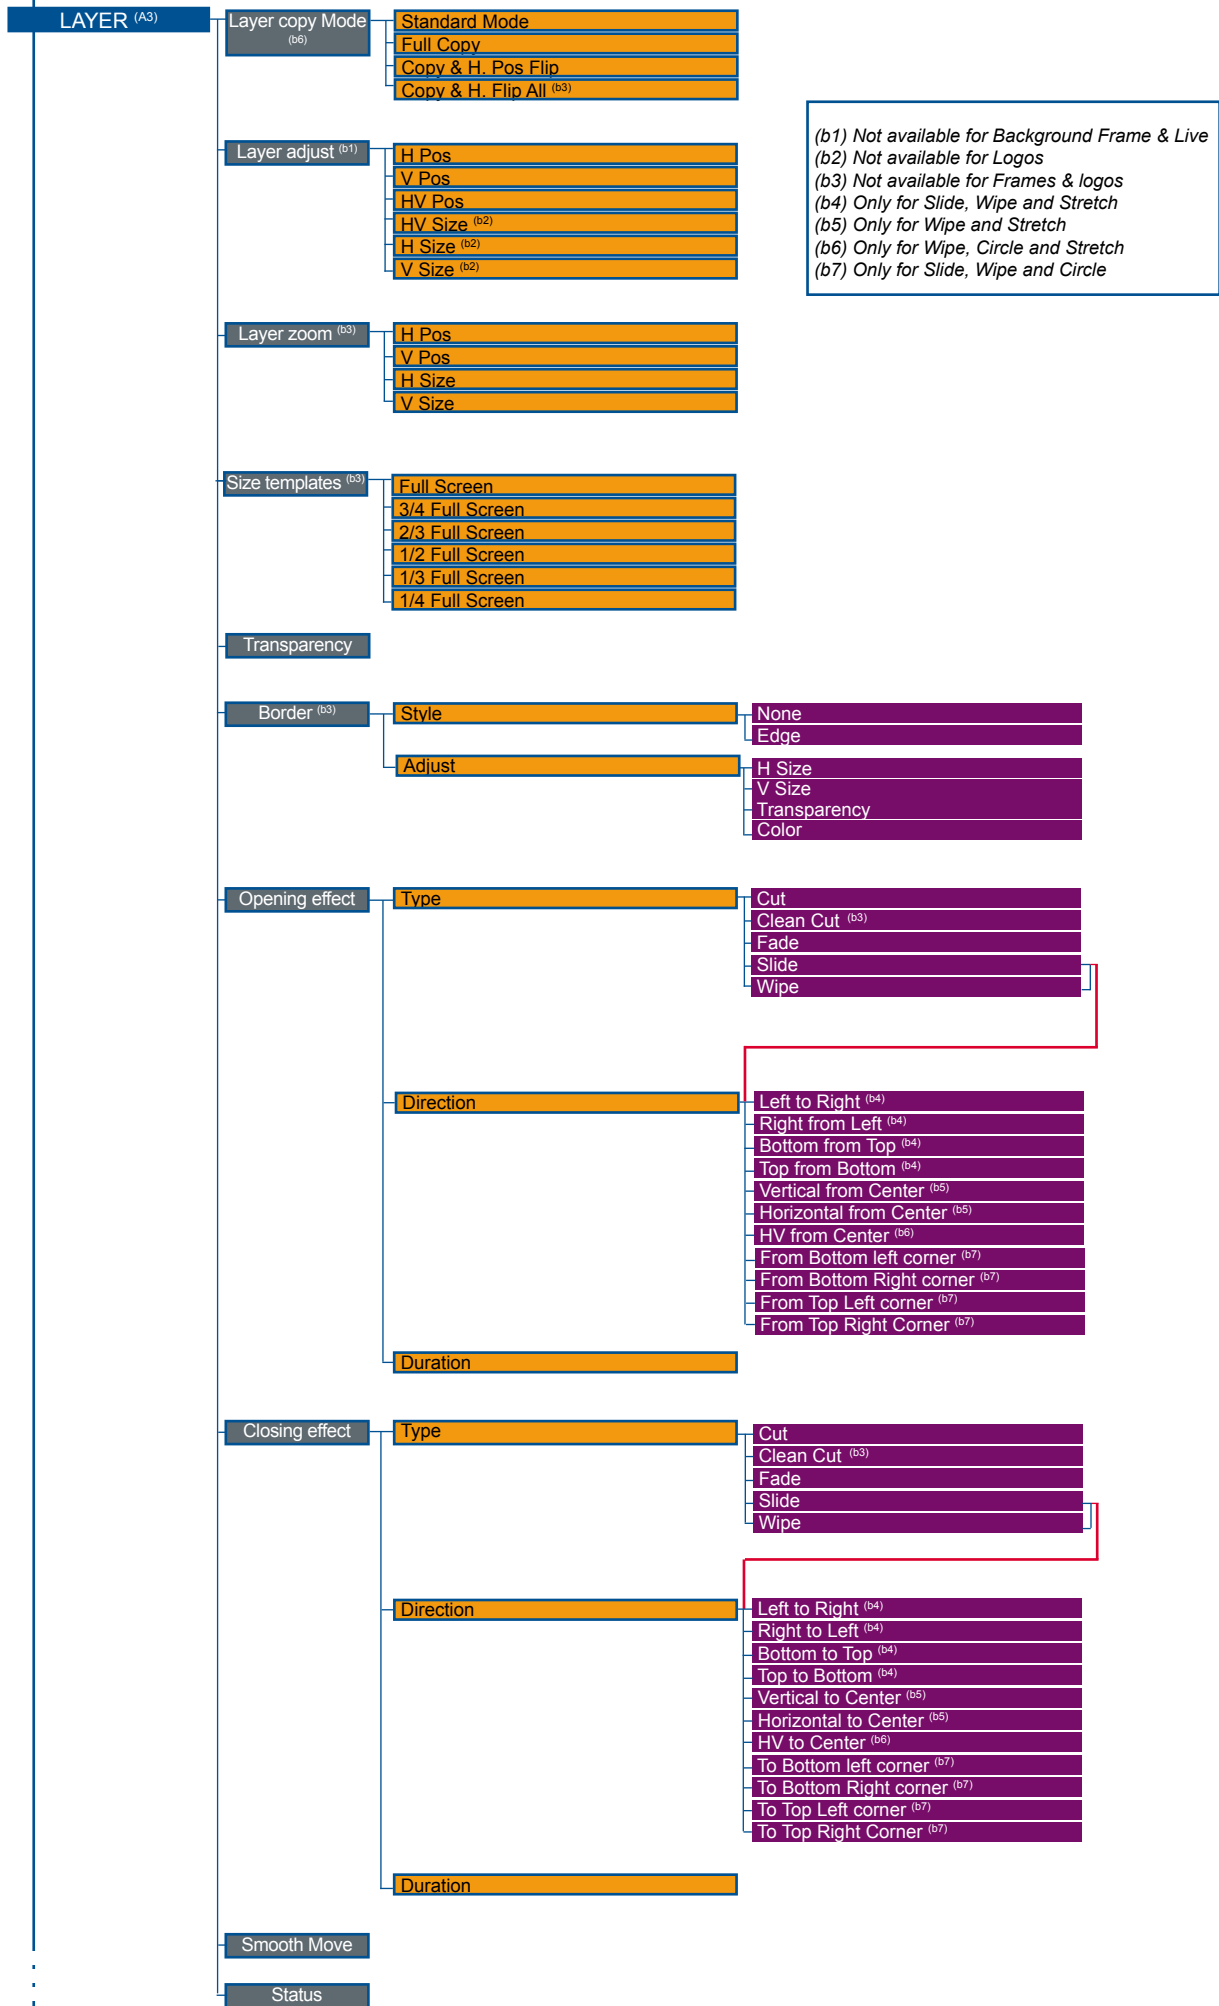 LAYER (A3)
Layer copy Mode
(b6)
Standard Mode
Full Copy
Copy & H. Pos Flip
Copy & H. Flip All (b3)
(b1) Not available for Background Frame & Live
(b2) Not available for Logos
(b3) Not available for Frames & logos
(b4) Only for Slide, Wipe and Stretch
(b5) Only for Wipe and Stretch
(b6) Only for Wipe, Circle and Stretch
(b7) Only for Slide, Wipe and Circle
Layer adjust (b1)
H Pos
V Pos
HV Pos
HV Size (b2)
H Size (b2)
V Size (b2)
Layer zoom (b3)
H Pos
V Pos
H Size
V Size
Size templates (b3)
Full Screen
3/4 Full Screen
2/3 Full Screen
1/2 Full Screen
1/3 Full Screen
1/4 Full Screen
Transparency
Border (b3)
Style
None
Edge
Adjust
H Size
V Size
Transparency
Color
Opening effect
Type
Cut
Clean Cut (b3)
Fade
Slide
Wipe
Direction
Left to Right (b4)
Right from Left (b4)
Bottom from Top (b4)
Top from Bottom (b4)
Vertical from Center (b5)
Horizontal from Center (b5)
HV from Center (b6)
From Bottom left corner (b7)
From Bottom Right corner (b7)
From Top Left corner (b7)
From Top Right Corner (b7)
Duration
Closing effect
Type
Cut
Clean Cut (b3)
Fade
Slide
Wipe
Direction
Left to Right (b4)
Right to Left (b4)
Bottom to Top (b4)
Top to Bottom (b4)
Vertical to Center (b5)
Horizontal to Center (b5)
HV to Center (b6)
To Bottom left corner (b7)
To Bottom Right corner (b7)
To Top Left corner (b7)
To Top Right Corner (b7)
Duration
Smooth Move
Status